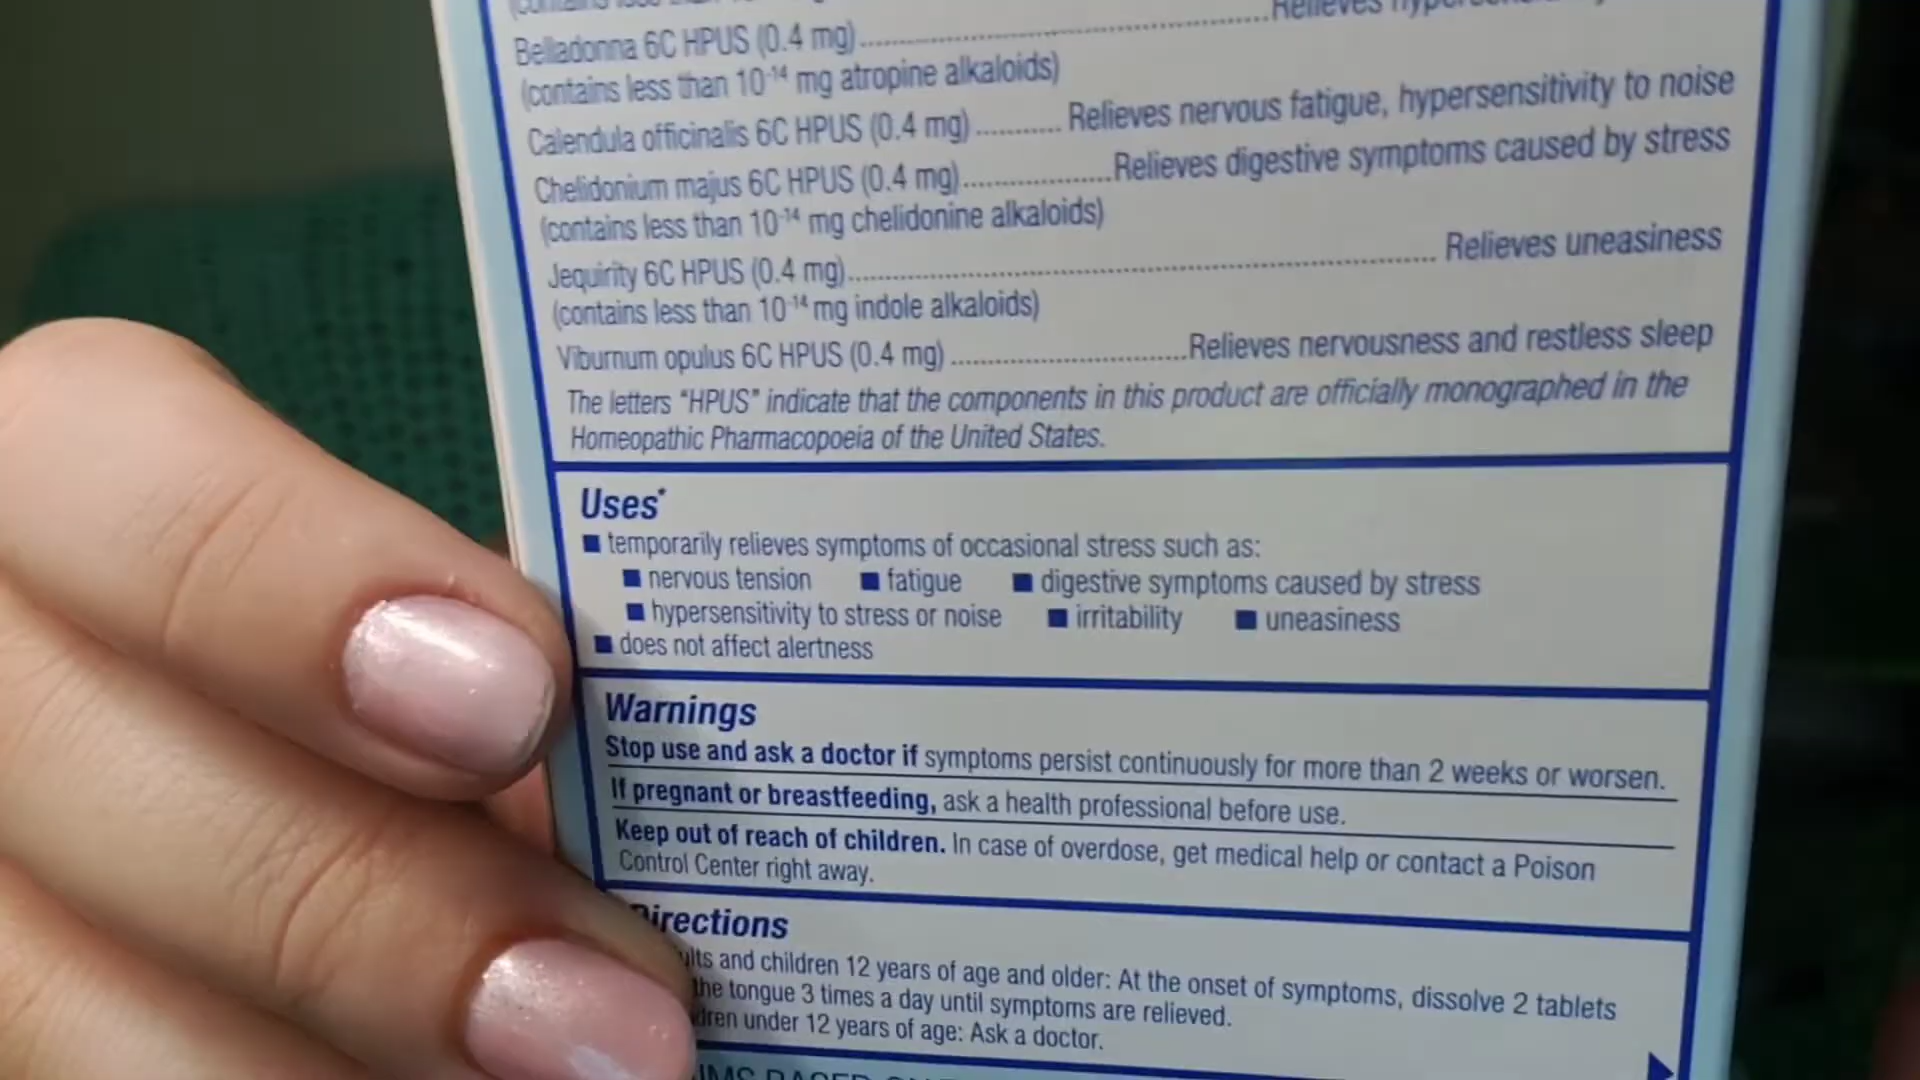 (contains less than 10
Belladonna 6C HPUS (0.4 mg)....................Relieves
(contains less than 10-14 mg atropine alkaloids)
Calendula officinalis 6C HPUS (0.4 mg)........... Relieves nervous fatigue, hypersensitivity to noise
Chelidonium majus 6C HPUS (0.4 mg)...................Relieves digestive symptoms caused by stress
(contains less than 10-14 mg chelidonine alkaloids)
Jequirity 6C HPUS (0.4 mg).................... Relieves uneasiness
(contains less than 10-14 mg indole alkaloids)
Viburnum opulus 6C HPUS (0.4 mg)..............................Relieves nervousness and restless sleep
The letters “HPUS” indicate that the components in this product are officially monographed in the
Homeopathic Pharmacopoeia of the United States.
Uses*
■ temporarily relieves symptoms of occasional stress such as:
■ nervous tension ■ fatigue ■ digestive symptoms caused by stress
■ hypersensitivity to stress or noise ■ irritability ■ uneasiness
■ does not affect alertness
Warnings
Stop use and ask a doctor if symptoms persist continuously for more than 2 weeks or worsen.
If pregnant or breastfeeding, ask a health professional before use.
Keep out of reach of children. In case of overdose, get medical help or contact a Poison
Control Center right away.
Directions
ults and children 12 years of age and older: At the onset of symptoms, dissolve 2 tablets
the tongue 3 times a day until symptoms are relieved.
dren under 12 years of age: Ask a doctor.
IMS BASED